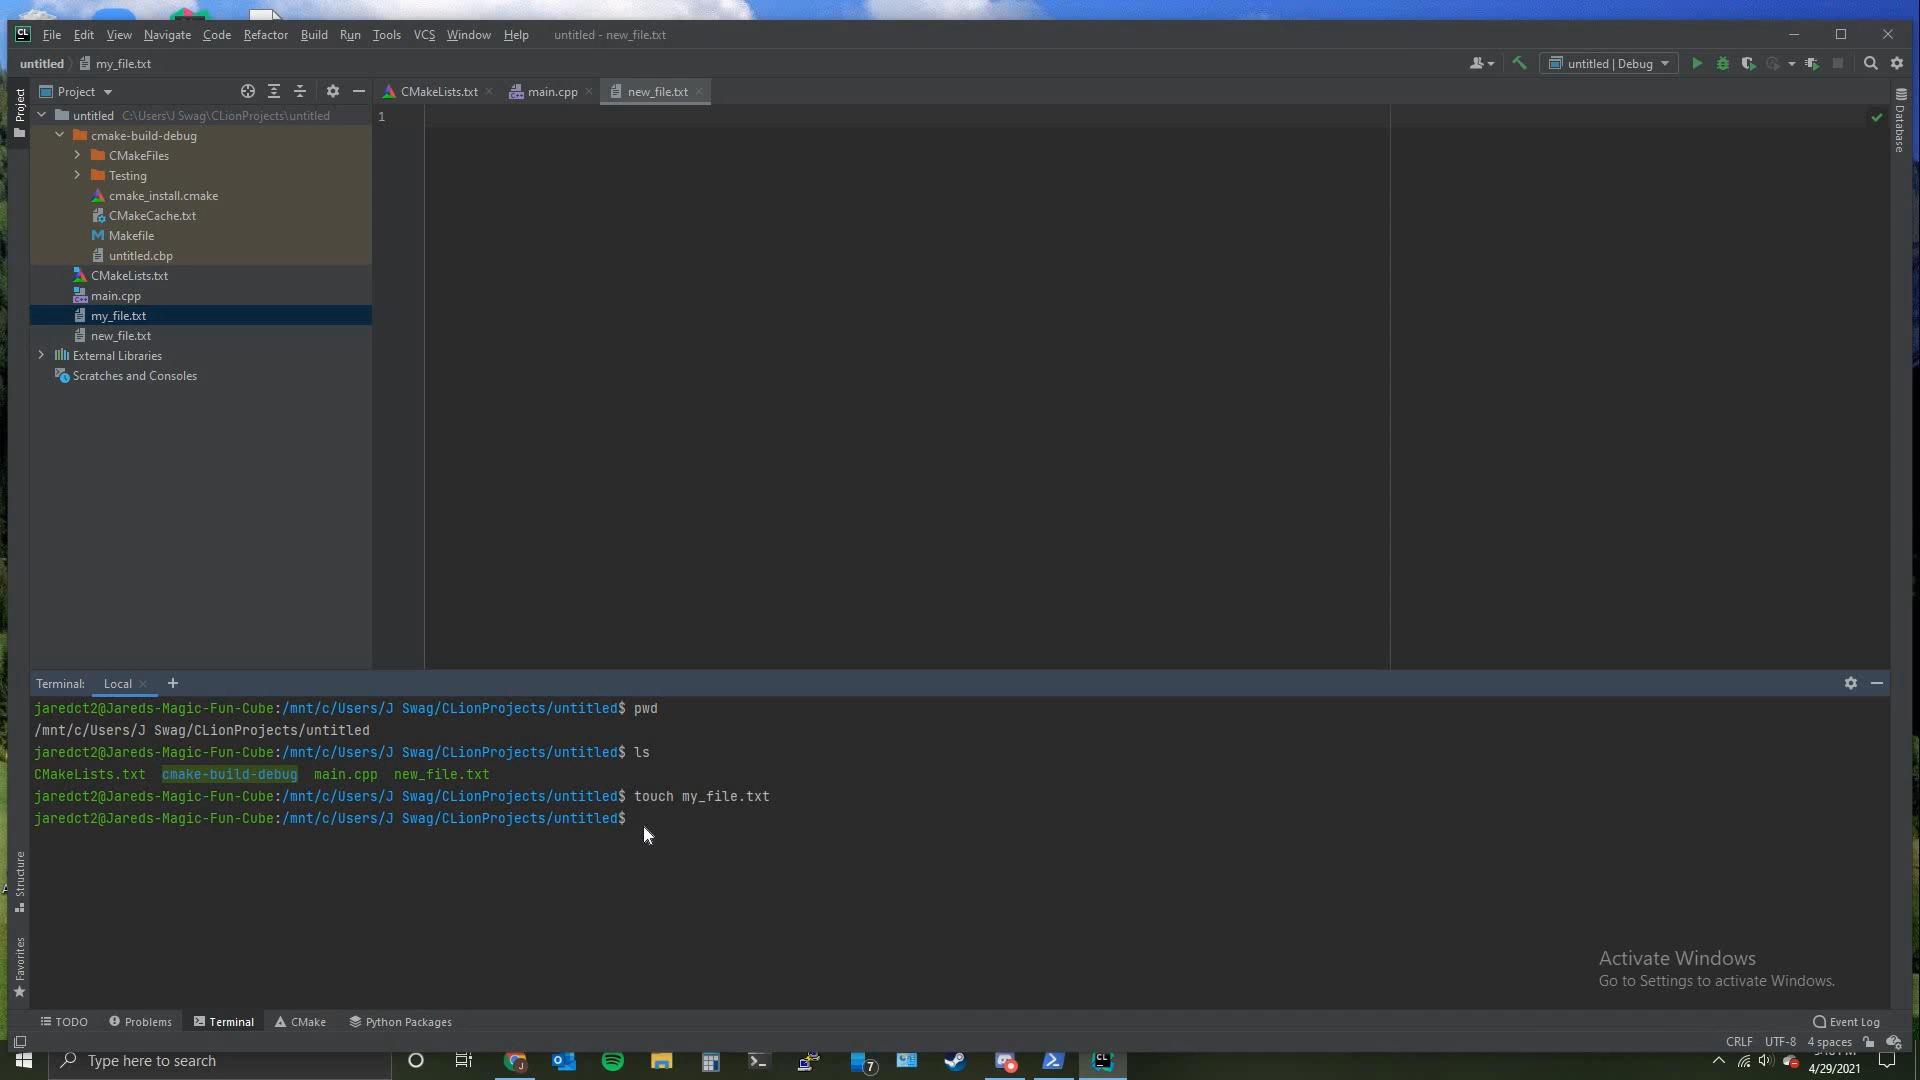 CL File Edit View Navigate Code Refactor Build Run Tools VCS Window Help untitled - new_file.txt
untitled my_file.txt untitled | Debug
Project CMakeLists.txt main.cpp new_file.txt
Project
Database
1
untitled C:\Users\J Swag\CLionProjects\untitled
cmake-build-debug
CMakeFiles
Testing
cmake_install.cmake
CMakeCache.txt
Makefile
untitled.cbp
CMakeLists.txt
main.cpp
my_file.txt
new_file.txt
External Libraries
Scratches and Consoles
Terminal: Local
jaredct2@Jareds-Magic-Fun-Cube:/mnt/c/Users/J Swag/CLionProjects/untitled$ pwd
/mnt/c/Users/J Swag/CLionProjects/untitled
jaredct2@Jareds-Magic-Fun-Cube:/mnt/c/Users/J Swag/CLionProjects/untitled$ ls
CMakeLists.txt cmake-build-debug main.cpp new_file.txt
jaredct2@Jareds-Magic-Fun-Cube:/mnt/c/Users/J Swag/CLionProjects/untitled$ touch my_file.txt
jaredct2@Jareds-Magic-Fun-Cube:/mnt/c/Users/J Swag/CLionProjects/untitled$
Structure
Favorites
Activate Windows
Go to Settings to activate Windows.
TODO Problems Terminal CMake Python Packages Event Log
CRLF UTF-8 4 spaces
Type here to search 7 CL
4/29/2021